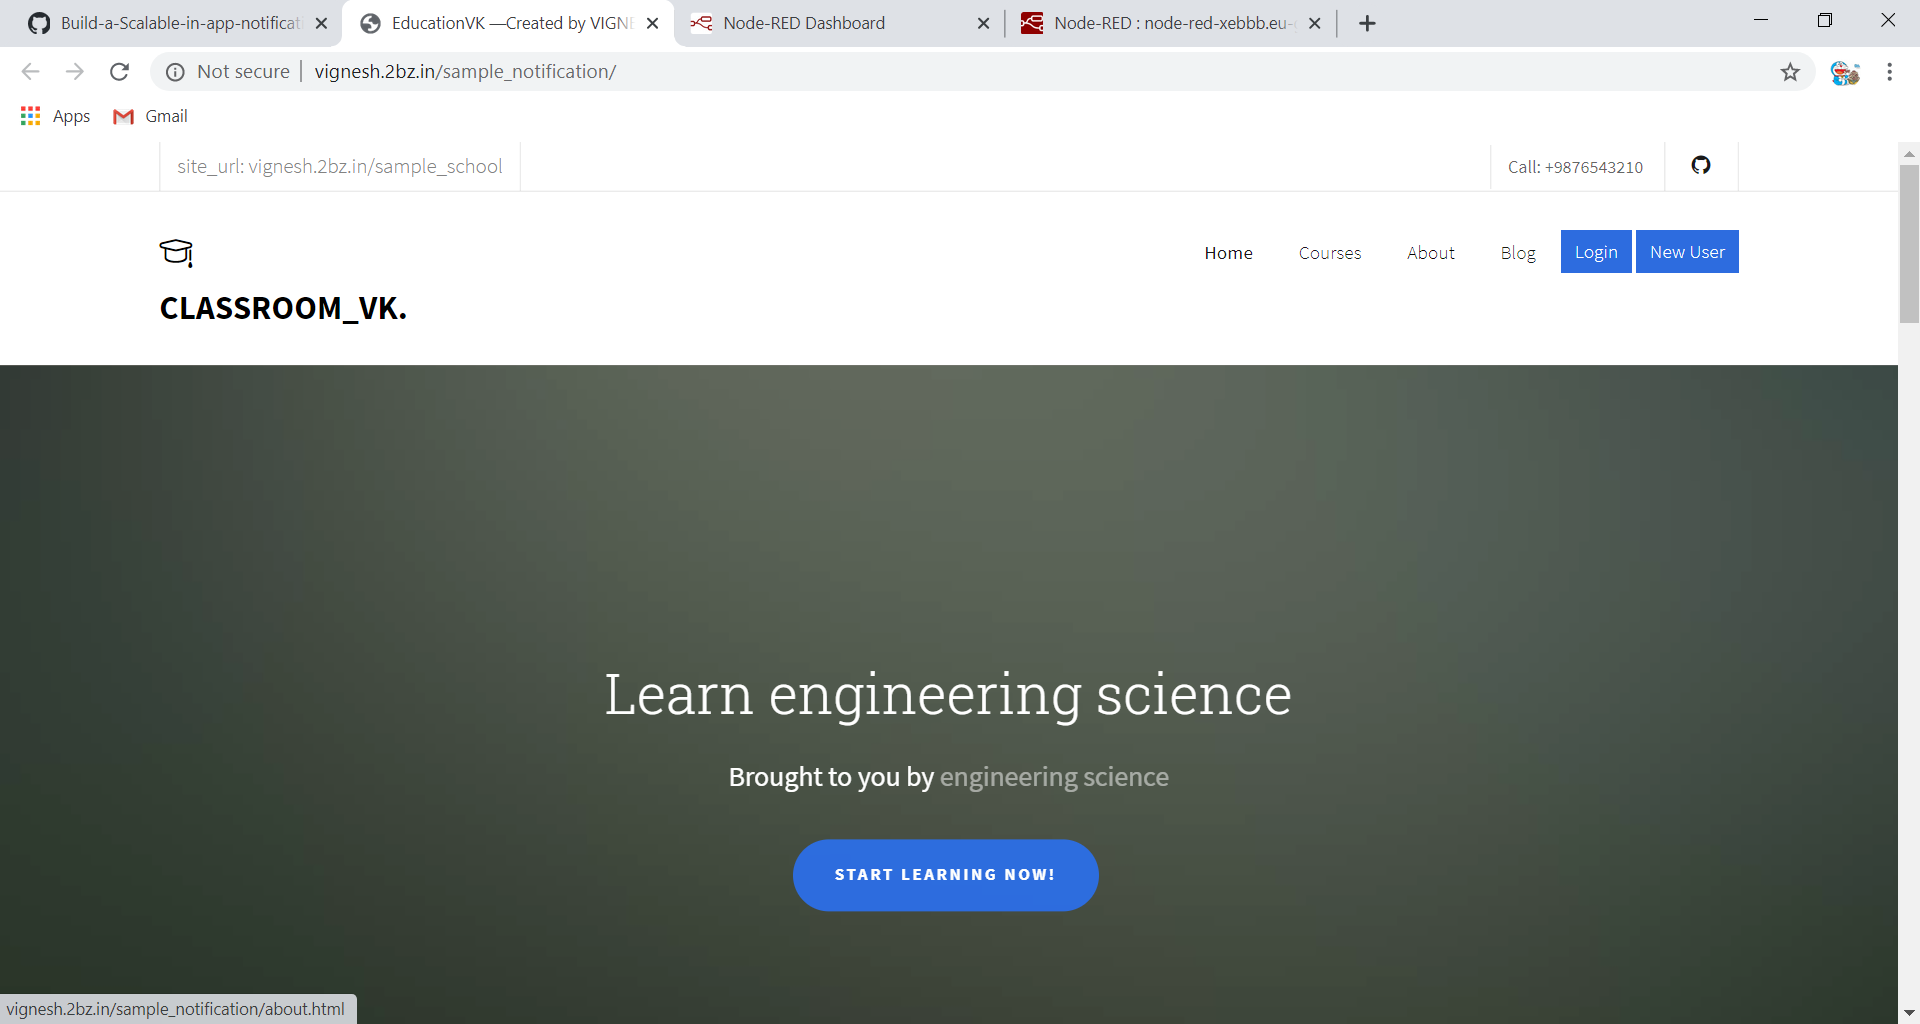 Build-a-Scalable-in-app-notificati
EducationVK —Created by VIGNE
Node-RED Dashboard
Node-RED : node-red-xebbb.eu-
Not secure
vignesh.2bz.in/sample_notification/
Apps
Gmail
site_url: vignesh.2bz.in/sample_school
Call: +9876543210
Home
Courses
About
Blog
Login
New User
CLASSROOM_VK.
Learn engineering science
Brought to you by engineering science
START LEARNING NOW!
vignesh.2bz.in/sample_notification/about.html